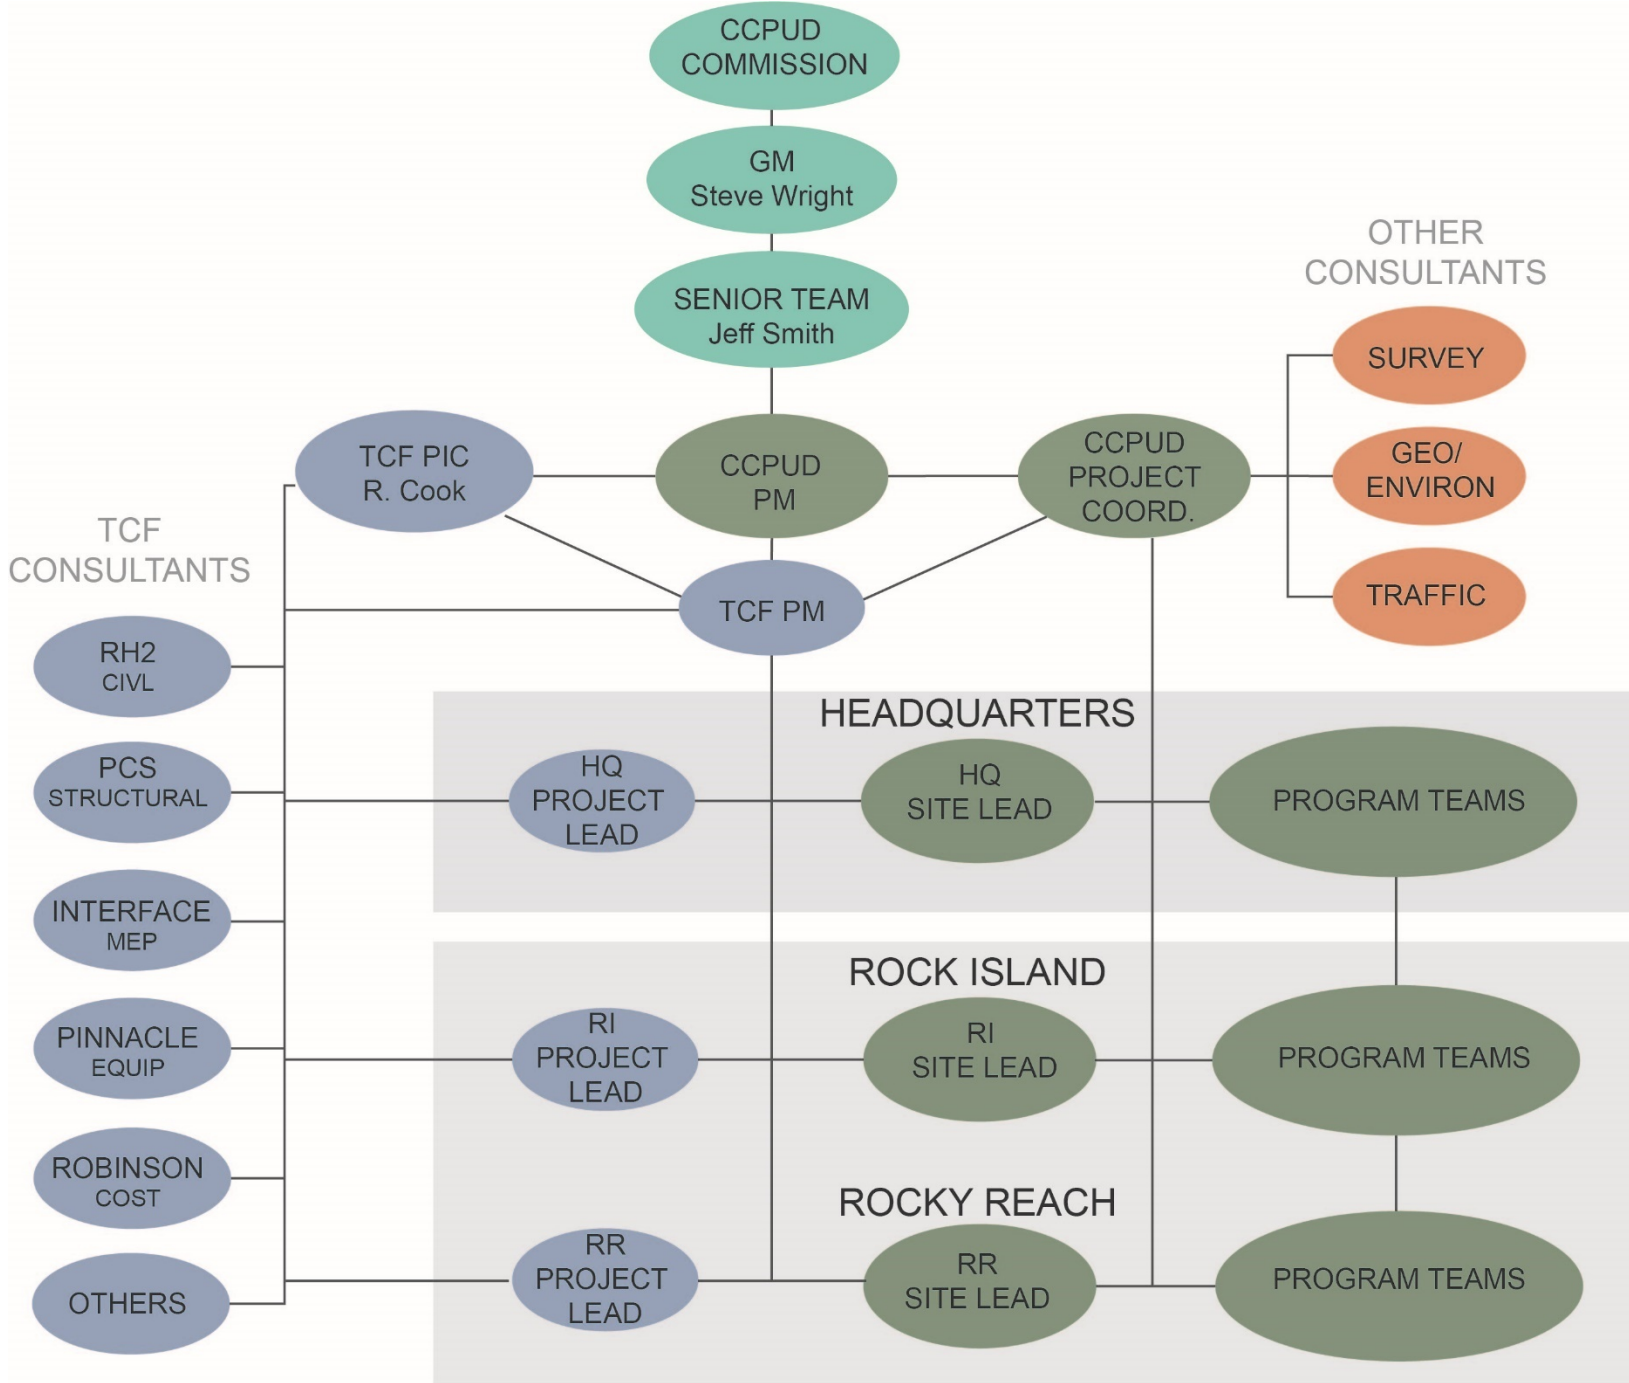 CCPUD
COMMISSION
GM
Steve Wright
SENIOR TEAM
Jeff Smith
OTHER
CONSULTANTS
SURVEY
GEO/
ENVIRON
TRAFFIC
TCF PIC
R. Cook
CCPUD
PM
CCPUD
PROJECT
COORD.
TCF PM
TCF
CONSULTANTS
RH2
CIVL
PCS
STRUCTURAL
INTERFACE
MEP
PINNACLE
EQUIP
ROBINSON
COST
OTHERS
HEADQUARTERS
HQ
PROJECT
LEAD
HQ
SITE LEAD
PROGRAM TEAMS
ROCK ISLAND
RI
PROJECT
LEAD
RI
SITE LEAD
PROGRAM TEAMS
ROCKY REACH
RR
PROJECT
LEAD
RR
SITE LEAD
PROGRAM TEAMS